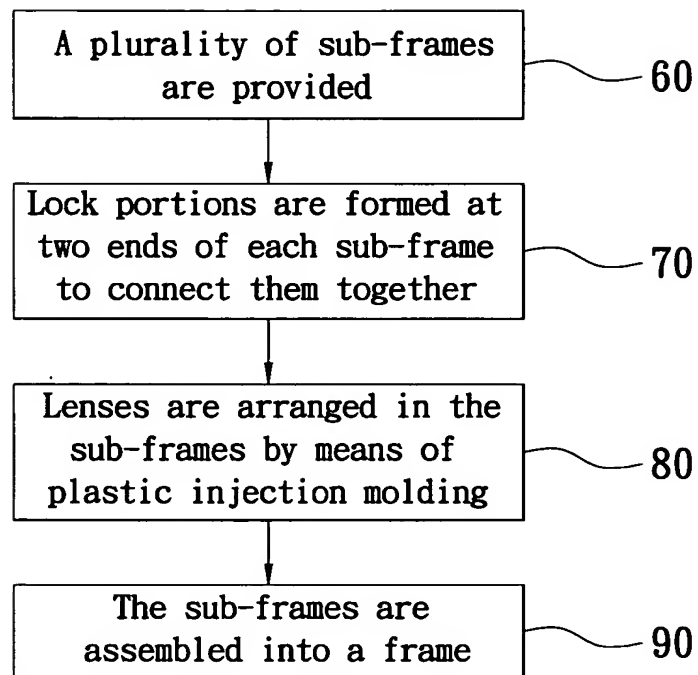 A plurality of sub-frames
are provided
60
Lock portions are formed at
two ends of each sub-frame
to connect them together
70
Lenses are arranged in the
sub-frames by means of
plastic injection molding
80
The sub-frames are
assembled into a frame
90